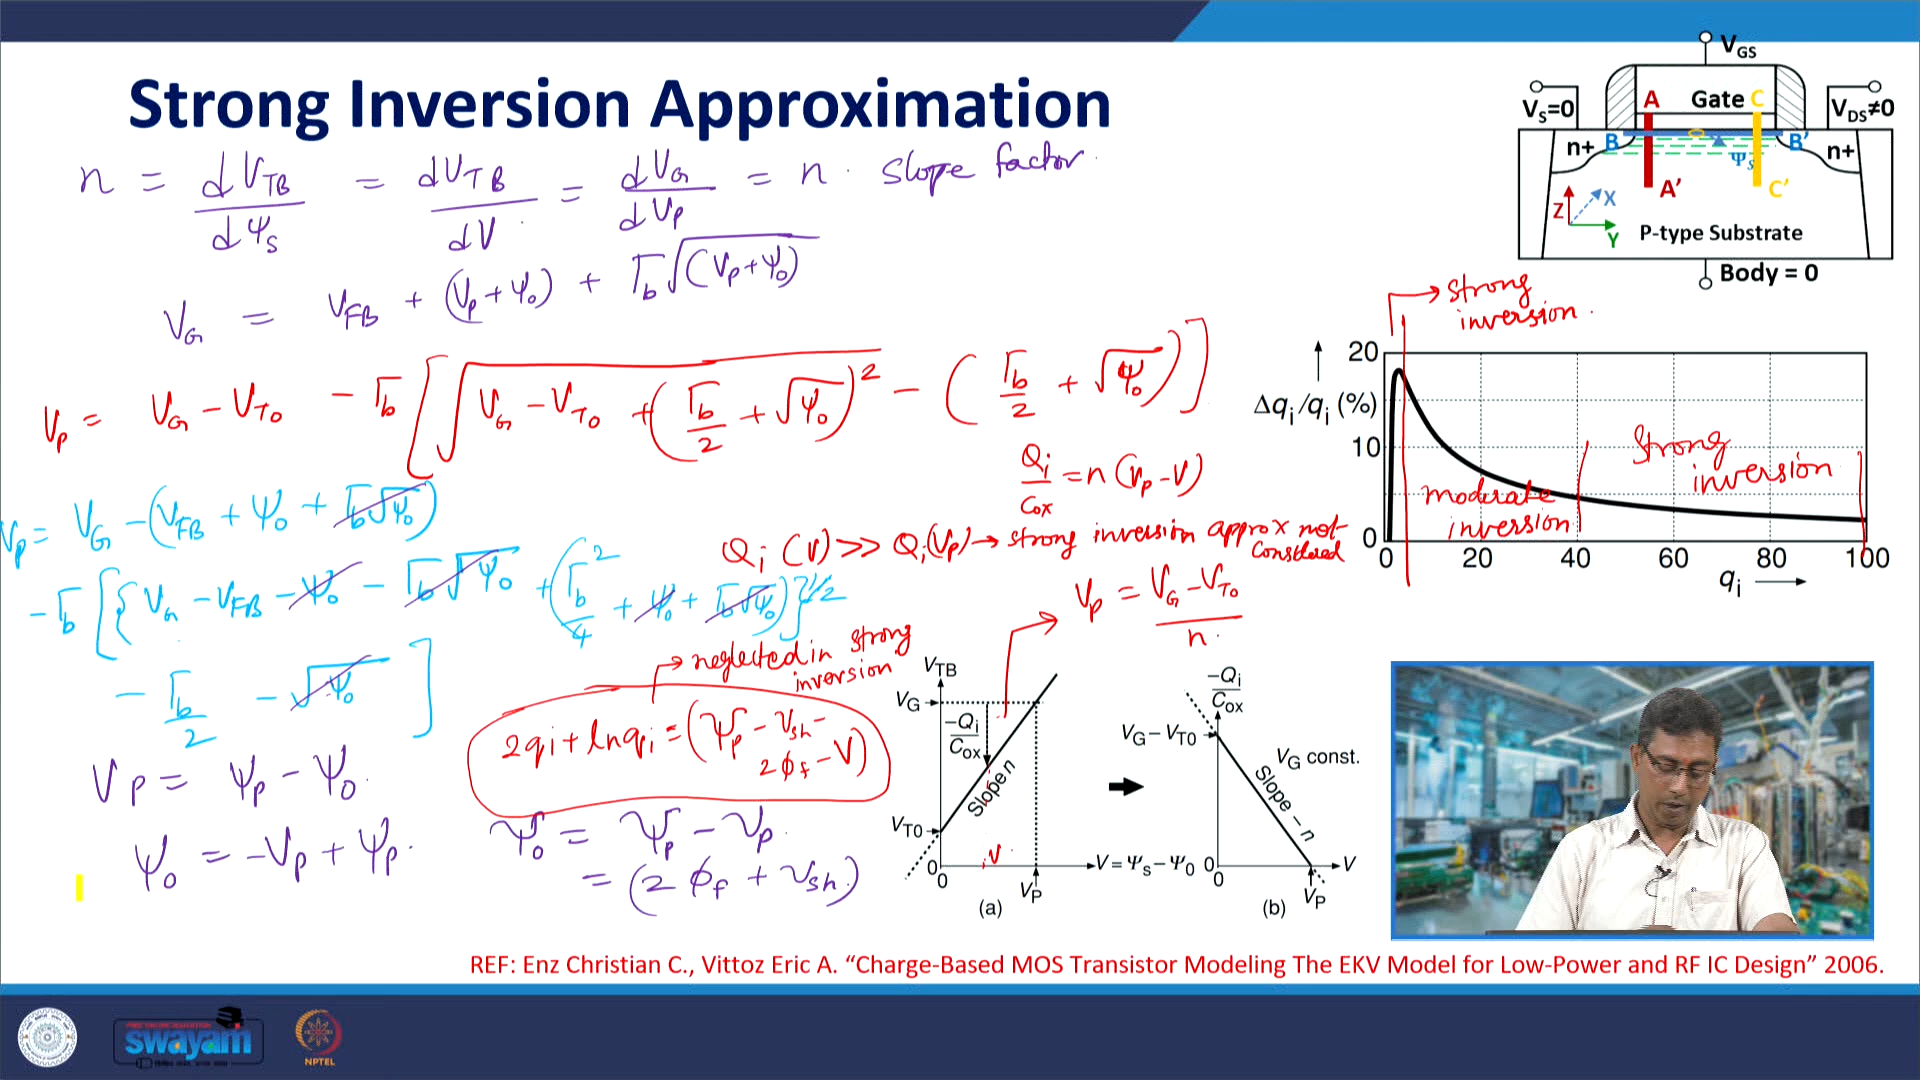 Strong Inversion Approximation
n = dV_TB / dΨ_s = dV_TB / dV = dV_G / dV_P = n. Slope factor.
V_G = V_FB + (V_P + Ψ_0) + Γ_b √(V_P + Ψ_0)
V_P = V_G − V_T0 − Γ_b [ √( V_G − V_T0 + ( Γ_b/2 + √Ψ_0 )² ) − ( Γ_b/2 + √Ψ_0 ) ]
Q_i / C_ox = n (V_P − V)
V_P = V_G − (V_FB + Ψ_0 + Γ_b √Ψ_0)
Q_i (V) >> Q_i (V_P) → strong inversion approx not
− Γ_b [ { V_G − V_FB − Ψ_0 − Γ_b √Ψ_0 + ( Γ_b²/4 + Ψ_0 + Γ_b √Ψ_0 ) }^1/2
− Γ_b/2 − √Ψ_0 ]
V_P = (V_G − V_T0) / n.
→ neglected in strong
inversion
2q_i + ln q_i = (Ψ_P − V_sh −
2φ_f − V)
V_P = Ψ_P − Ψ_0.
Ψ_0 = −V_P + Ψ_P.
Ψ_0 = Ψ_P − V_P
= (2 φ_f + V_sh)
V_GS
V_S=0
A
Gate
C
V_DS≠0
n+
B
B'
n+
Ψ_s
A'
C'
Z
X
Y
P-type Substrate
Body = 0
→ strong
inversion.
Δq_i/q_i (%)
20
10
0
moderate
inversion
strong
inversion
0 20 40 60 80 100
q_i
V_TB
V_G
−Q_i
C_ox
Slope n
V_T0
0
0
V
V_P
V = Ψ_S − Ψ_0
(a)
−Q_i
C_ox
V_G − V_T0
V_G const.
Slope − n
0
0
V
V_P
(b)
REF: Enz Christian C., Vittoz Eric A. “Charge-Based MOS Transistor Modeling The EKV Model for Low-Power and RF IC Design” 2006.
swayam
NPTEL